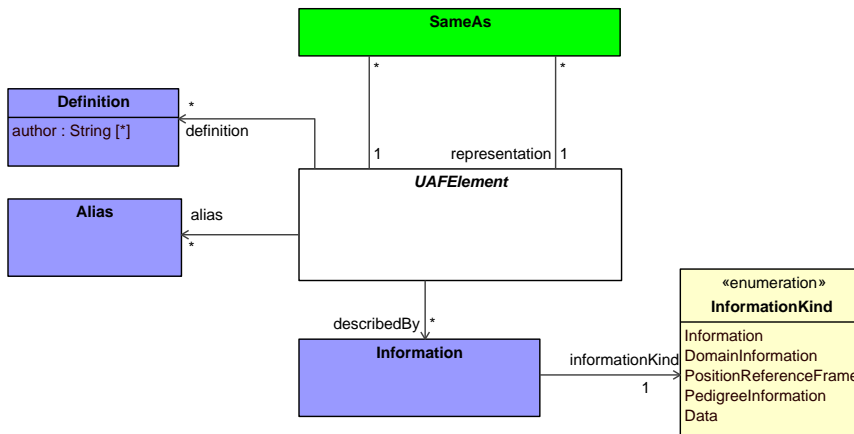 SameAs
*
*
Definition
author : String [*]
*
definition
1
representation
1
UAFElement
Alias
alias
*
describedBy
*
Information
informationKind
1
«enumeration»
InformationKind
Information
DomainInformation
PositionReferenceFrame
PedigreeInformation
Data